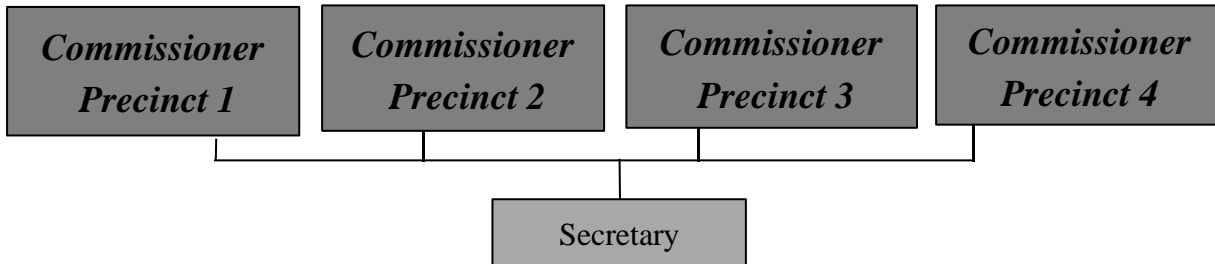 Commissioner
Precinct 1
Commissioner
Precinct 2
Commissioner
Precinct 3
Commissioner
Precinct 4
Secretary